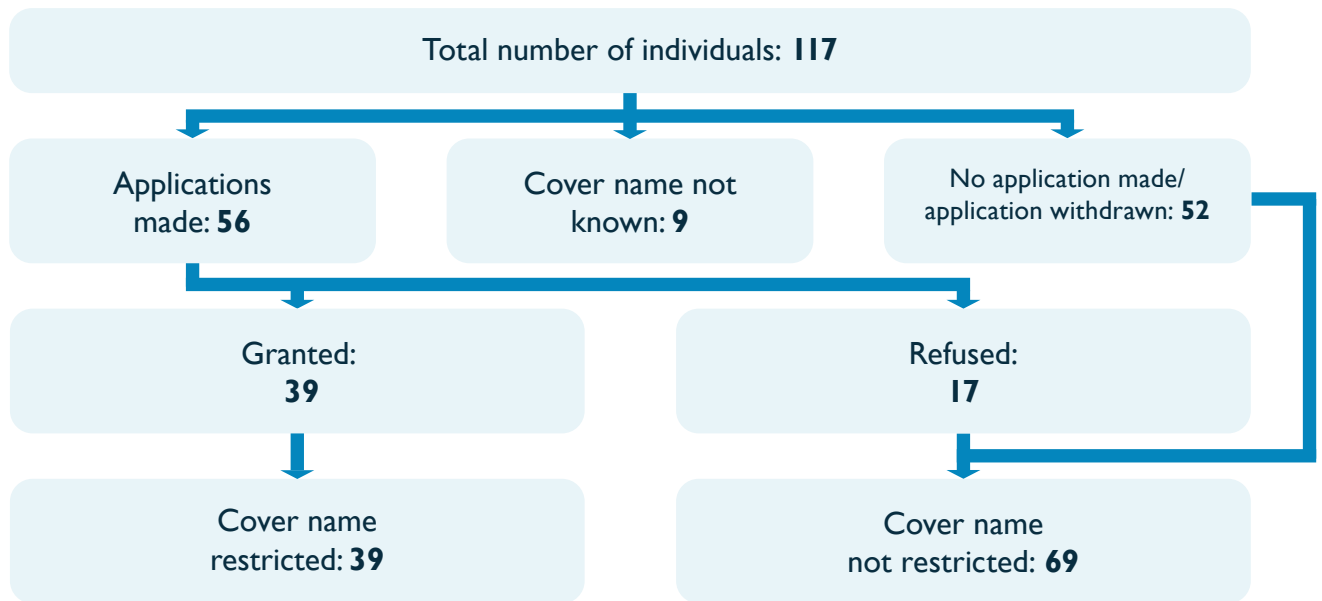 Total number of individuals: 117
Applications
made: 56
Cover name not
known: 9
No application made/
application withdrawn: 52
Granted:
39
Refused:
17
Cover name
restricted: 39
Cover name
not restricted: 69